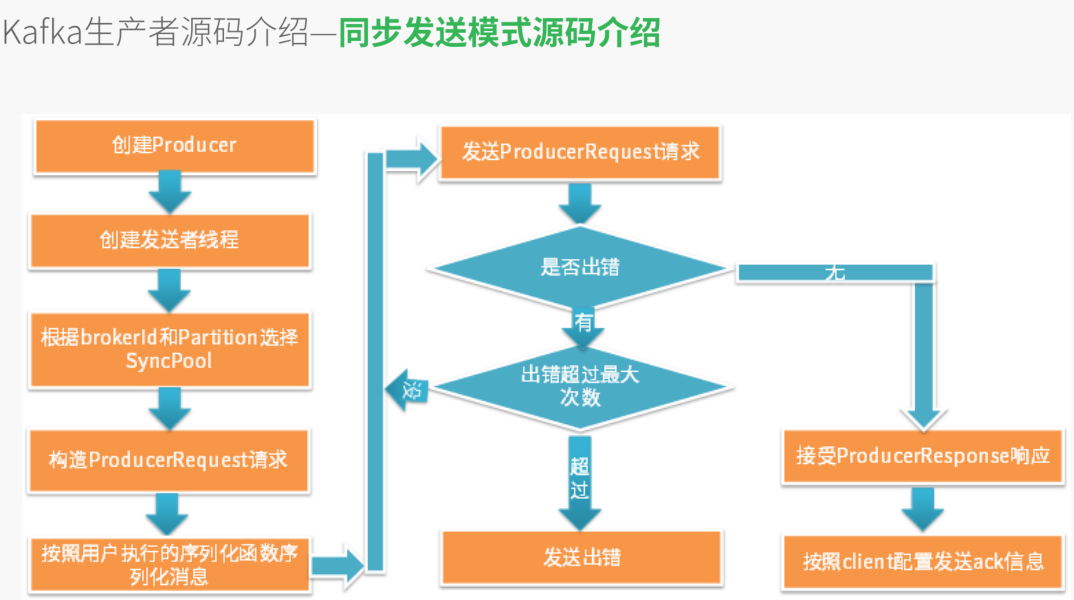 Kafka生产者源码介绍—同步发送模式源码介绍
创建Producer
创建发送者线程
根据brokerId和Partition选择
SyncPool
构造ProducerRequest请求
按照用户执行的序列化函数序
列化消息
发送ProducerRequest请求
是否出错
无
有
出错超过最大
次数
没
超
过
发送出错
接受ProducerResponse响应
按照client配置发送ack信息